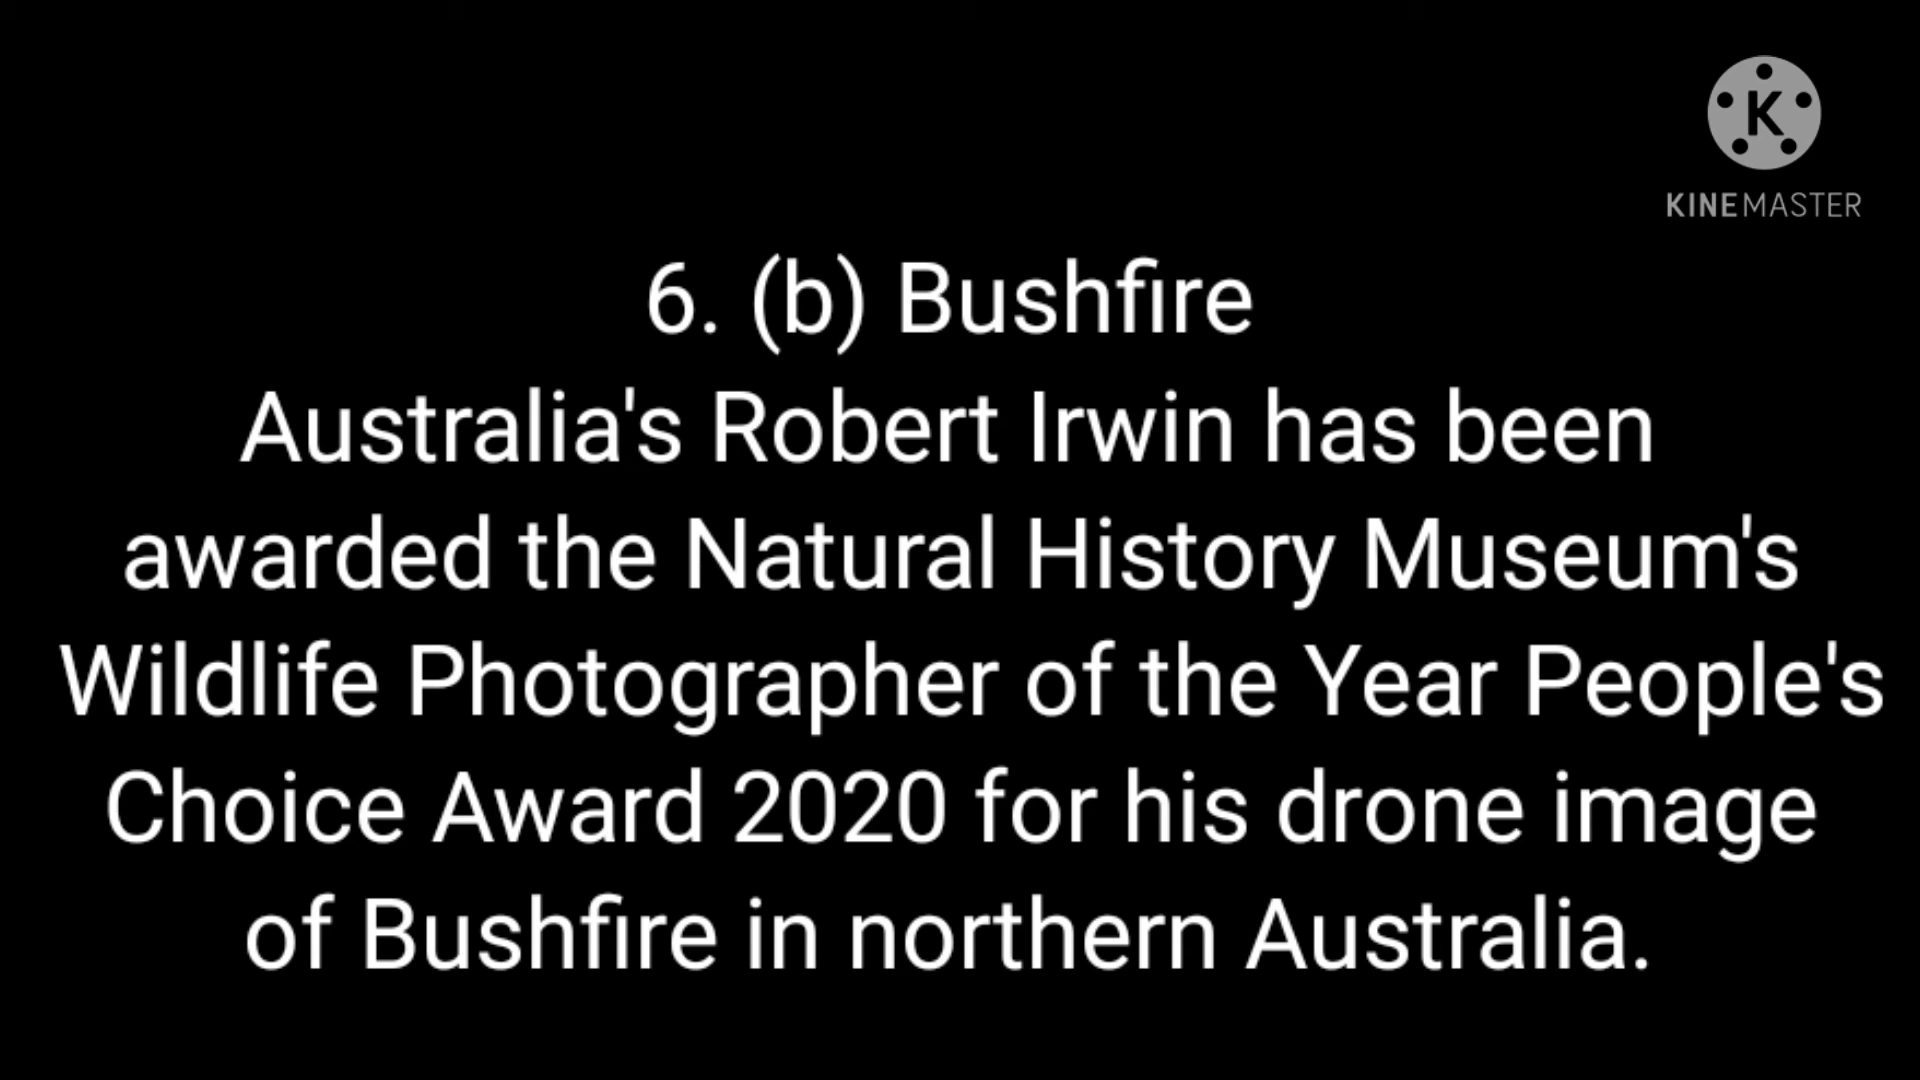 K
KINEMASTER
6. (b) Bushfire
Australia's Robert Irwin has been
awarded the Natural History Museum's
Wildlife Photographer of the Year People's
Choice Award 2020 for his drone image
of Bushfire in northern Australia.